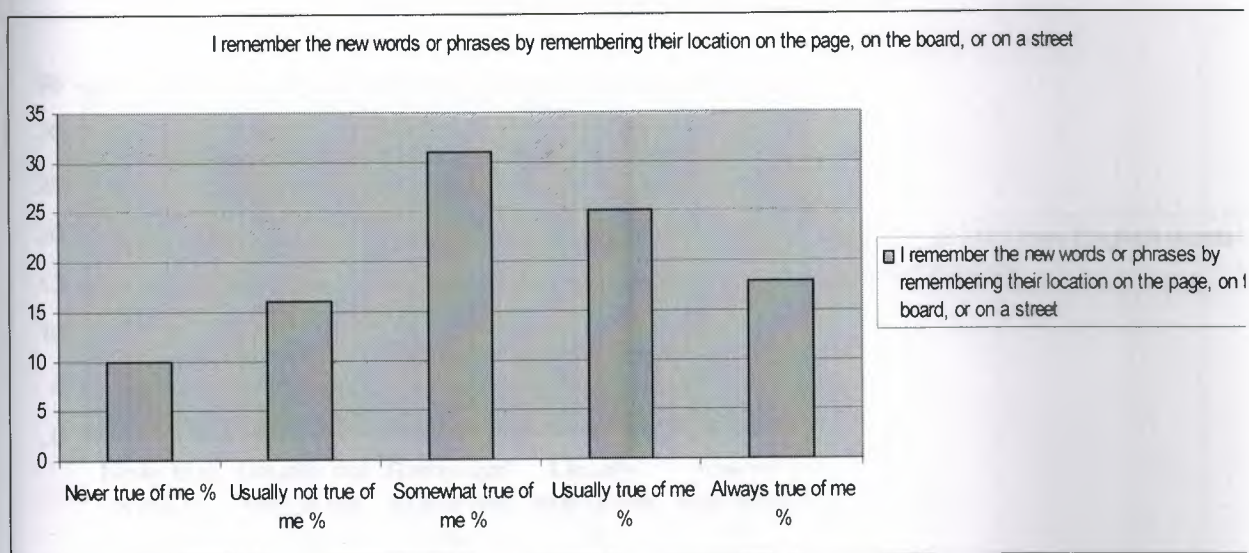 I remember the new words or phrases by remembering their location on the page, on the board, or on a street
35
30
25
20
15
10
5
0
Never true of me %
Usually not true of
me %
Somewhat true of
me %
Usually true of me
%
Always true of me
%
I remember the new words or phrases by
remembering their location on the page, on
board, or on a street